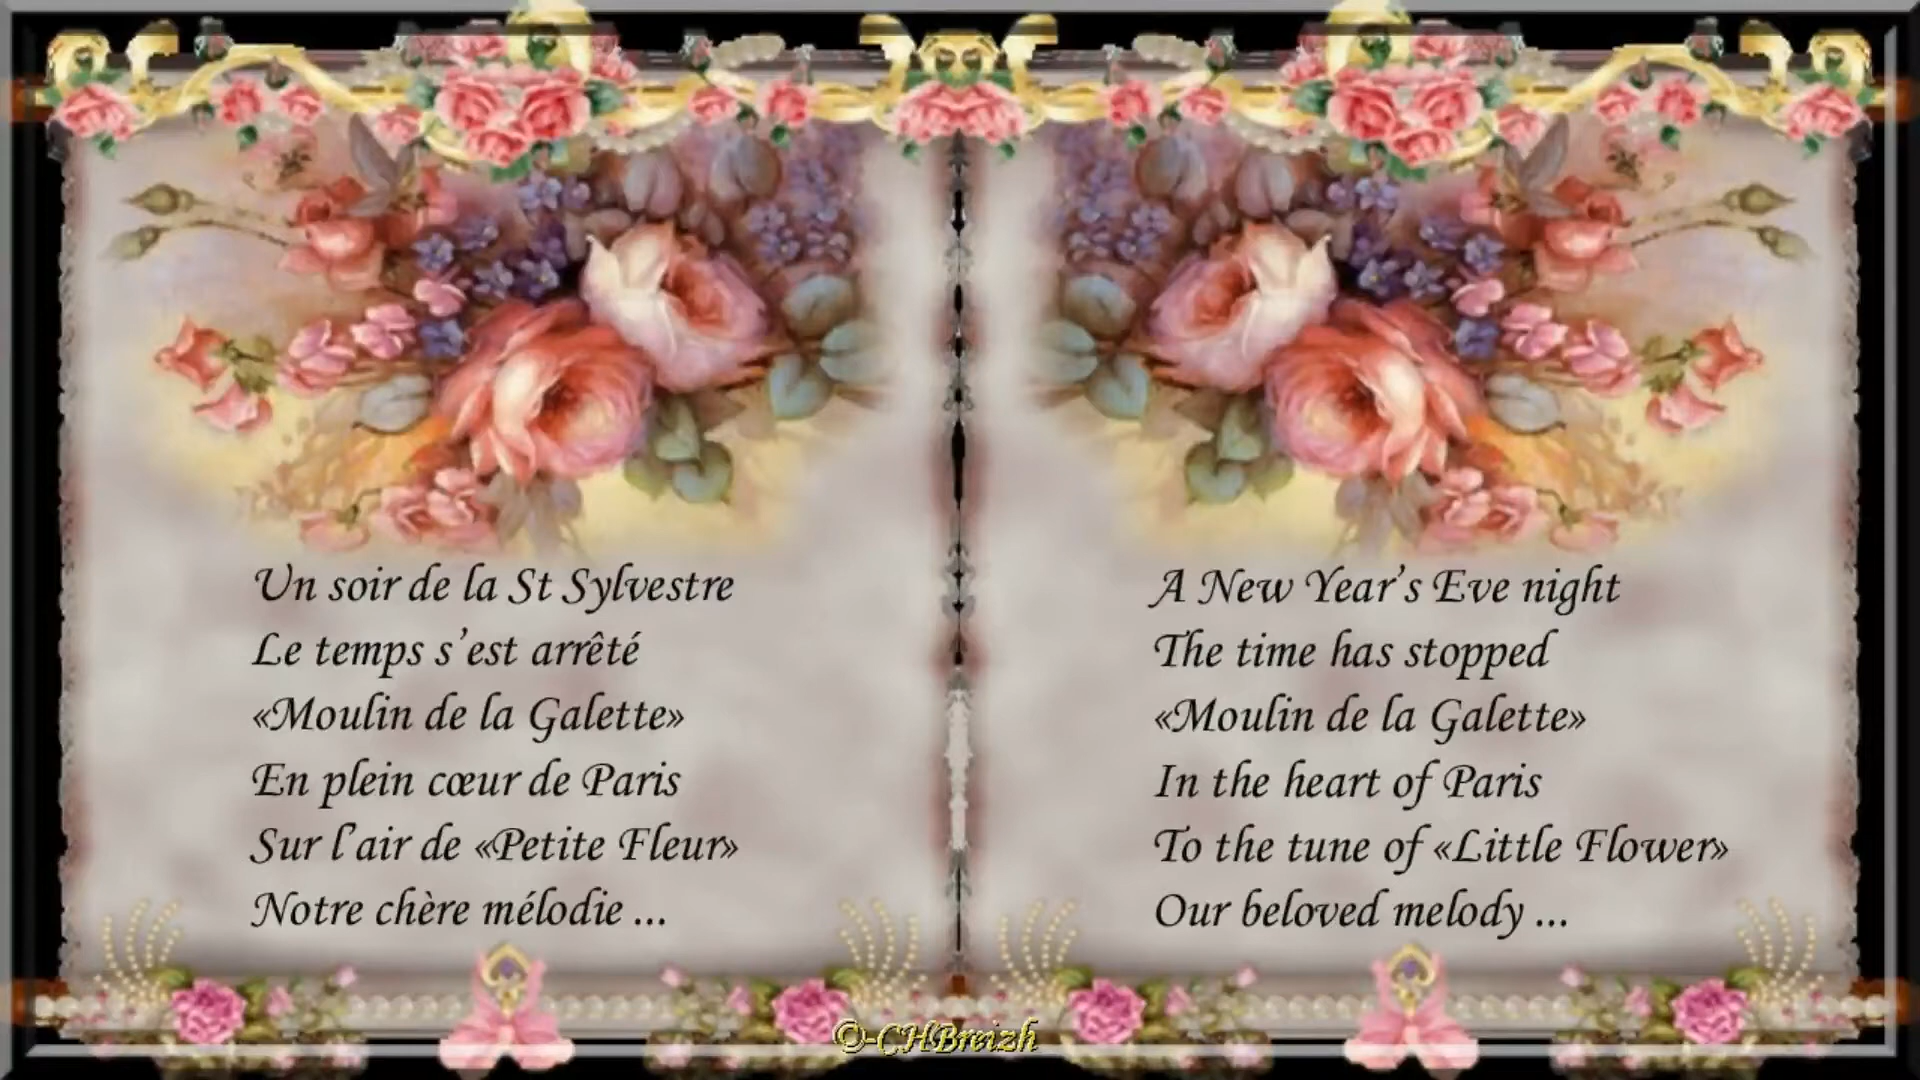 Un soir de la St Sylvestre
Le temps s’est arrêté
«Moulin de la Galette»
En plein cœur de Paris
Sur l’air de «Petite Fleur»
Notre chère mélodie ...
A New Year’s Eve night
The time has stopped
«Moulin de la Galette»
In the heart of Paris
To the tune of «Little Flower»
Our beloved melody ...
©-CHBreizh